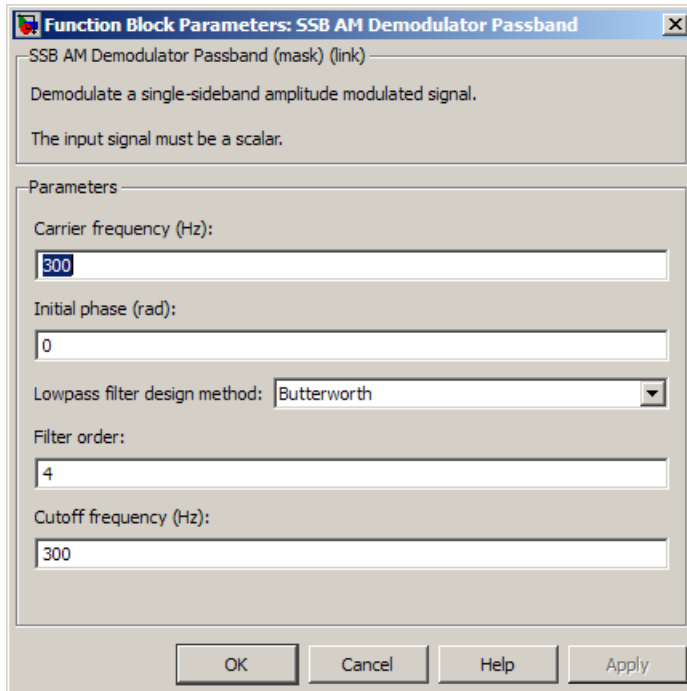 Function Block Parameters: SSB AM Demodulator Passband
SSB AM Demodulator Passband (mask) (link)
Demodulate a single-sideband amplitude modulated signal.
The input signal must be a scalar.
Parameters
Carrier frequency (Hz):
300
Initial phase (rad):
0
Lowpass filter design method: Butterworth
Filter order:
4
Cutoff frequency (Hz):
300
OK Cancel Help Apply